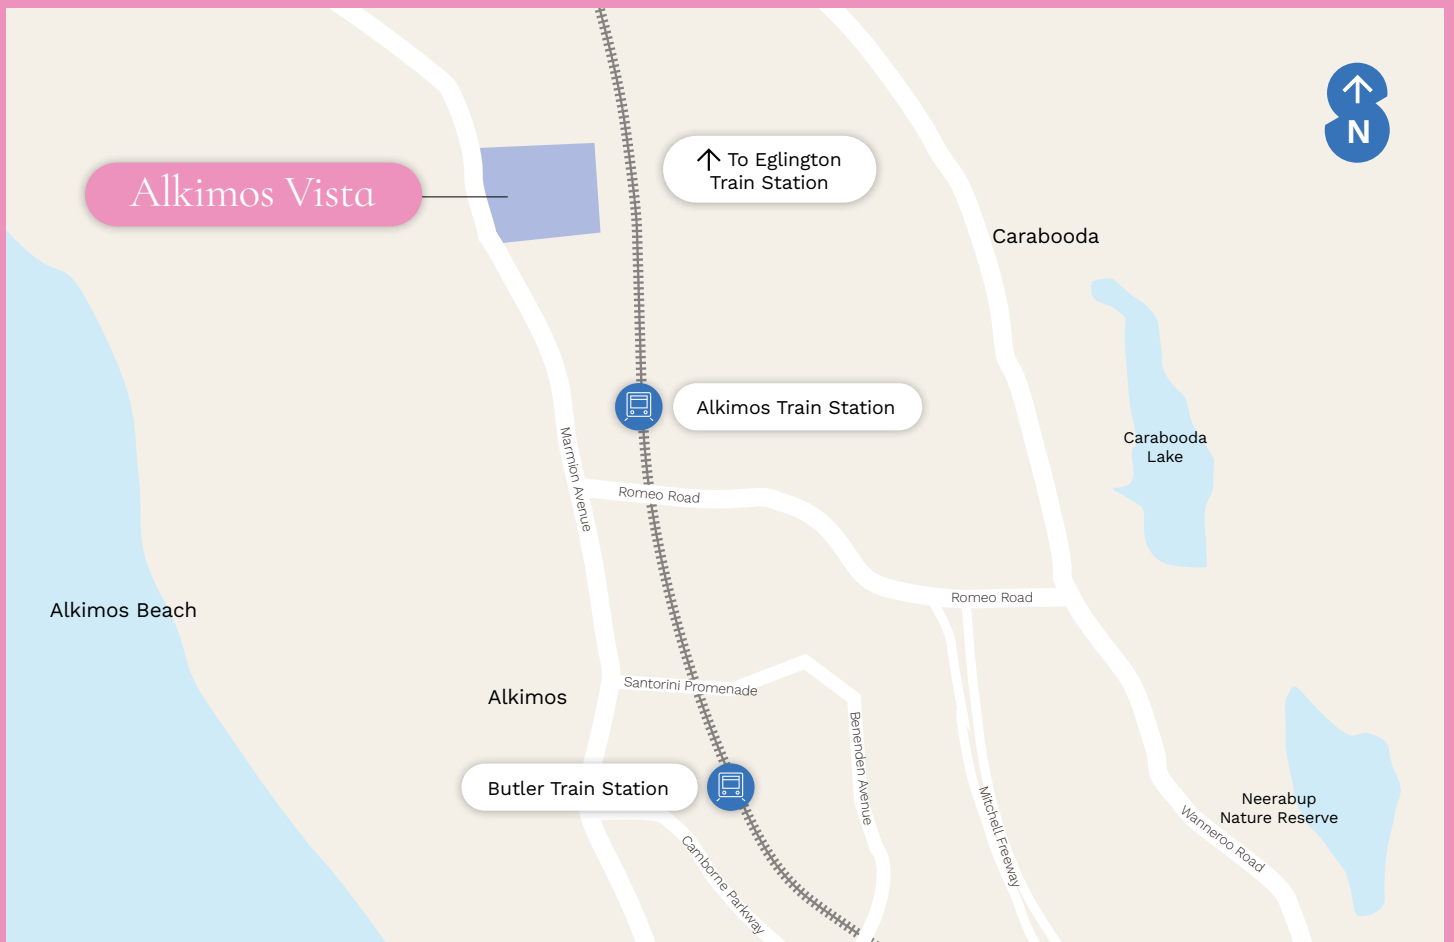 N
To Eglington
Train Station
Alkimos Vista
Carabooda
Alkimos Train Station
Carabooda
Lake
Marmion Avenue
Romeo Road
Romeo Road
Alkimos Beach
Santorini Promenade
Alkimos
Benenden Avenue
Butler Train Station
Mitchell Freeway
Neerabup
Nature Reserve
Wanneroo Road
Camborne Parkway